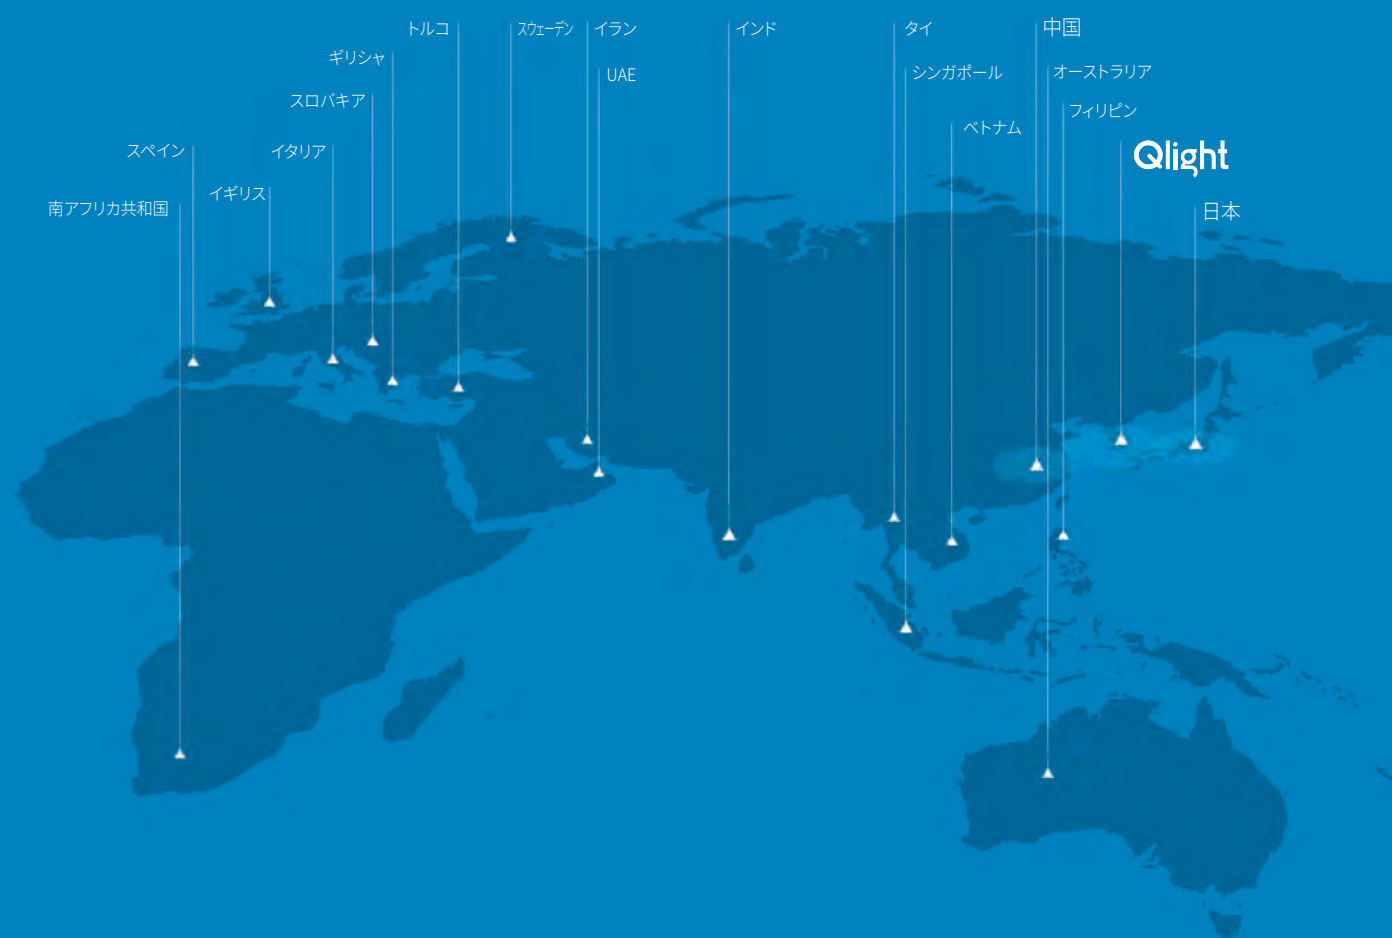 トルコ
スウェーデン
イラン
インド
タイ
中国
ギリシャ
UAE
シンガポール
オーストラリア
スロバキア
フィリピン
ベトナム
スペイン
イタリア
Qlight
イギリス
南アフリカ共和国
日本